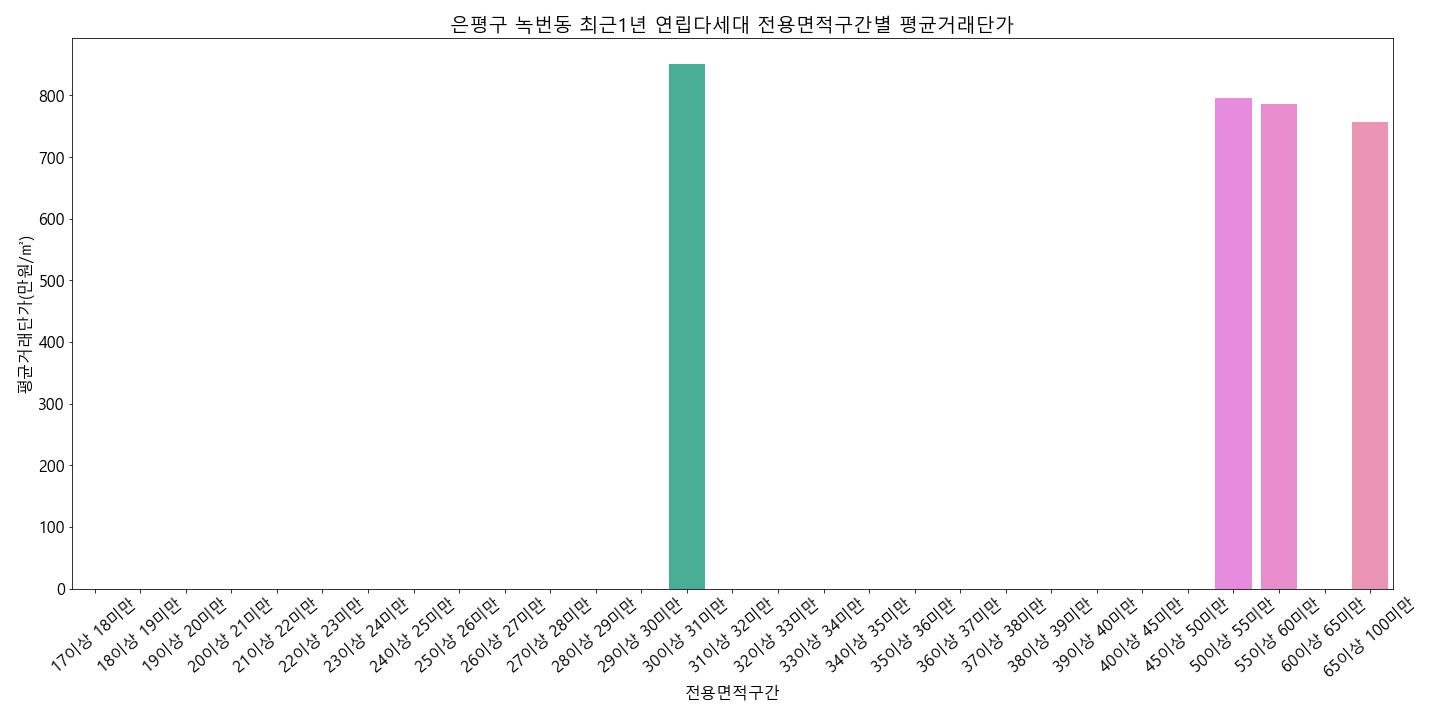 은평구 녹번동 최근1년 연립다세대 전용면적구간별 평균거래단가
평균거래단가(만원/㎡)
800
700
600
500
400
300
200
100
0
17이상 18미만
18이상 19미만
19이상 20미만
20이상 21미만
21이상 22미만
22이상 23미만
23이상 24미만
24이상 25미만
25이상 26미만
26이상 27미만
27이상 28미만
28이상 29미만
29이상 30미만
30이상 31미만
31이상 32미만
32이상 33미만
33이상 34미만
34이상 35미만
35이상 36미만
36이상 37미만
37이상 38미만
38이상 39미만
39이상 40미만
40이상 45미만
45이상 50미만
50이상 55미만
55이상 60미만
60이상 65미만
65이상 100미만
전용면적구간